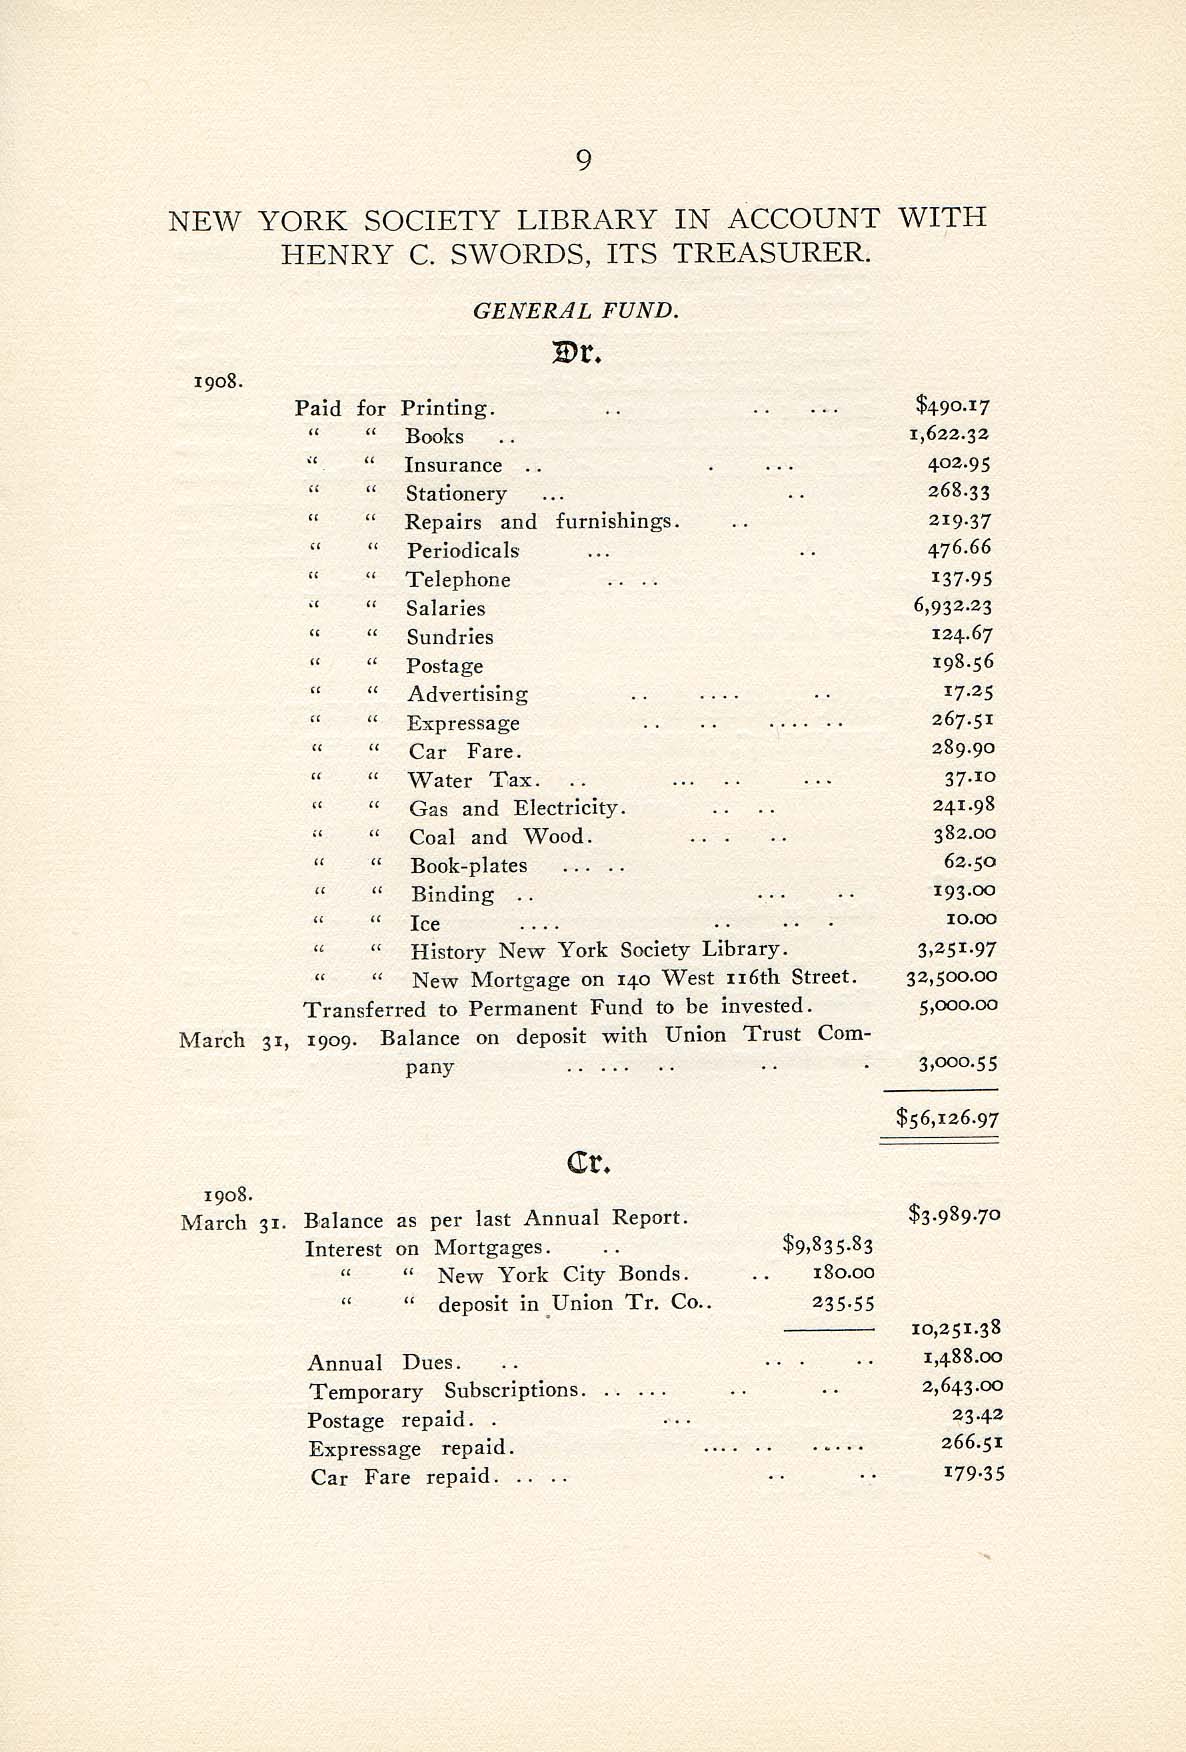 9
NEW YORK SOCIETY LIBRARY IN ACCOUNT WITH
HENRY C. SWORDS, ITS TREASURER.
GENERAL FUND.
Dr.
1908.
Paid for Printing. .. .. ... $490.17
“ “ Books .. 1,622.32
“ “ Insurance .. . ... 402.95
“ “ Stationery ... .. 268.33
“ “ Repairs and furnishings. .. 219.37
“ “ Periodicals ... .. 476.66
“ “ Telephone .. .. 137.95
“ “ Salaries 6,932.23
“ “ Sundries 124.67
“ “ Postage 198.56
“ “ Advertising .. .... .. 17.25
“ “ Expressage .. .. .... .. 267.51
“ “ Car Fare. 289.90
“ “ Water Tax. .. ... .. ... 37.10
“ “ Gas and Electricity. .. .. 241.98
“ “ Coal and Wood. .. . .. 382.00
“ “ Book-plates ... .. 62.50
“ “ Binding .. ... .. 193.00
“ “ Ice .... .. .. . 10.00
“ “ History New York Society Library. 3,251.97
“ “ New Mortgage on 140 West 116th Street. 32,500.00
Transferred to Permanent Fund to be invested. 5,000.00
March 31, 1909. Balance on deposit with Union Trust Com-
pany .. ... .. .. . 3,000.55
$56,126.97
Cr.
1908.
March 31. Balance as per last Annual Report. $3.989.70
Interest on Mortgages. .. $9,835.83
“ “ New York City Bonds. .. 180.00
“ “ deposit in Union Tr. Co.. 235.55
10,251.38
Annual Dues. .. .. . .. 1,488.00
Temporary Subscriptions. .. ... .. .. 2,643.00
Postage repaid. . ... 23.42
Expressage repaid. .... .. ..... 266.51
Car Fare repaid. .. .. .. .. 179.35